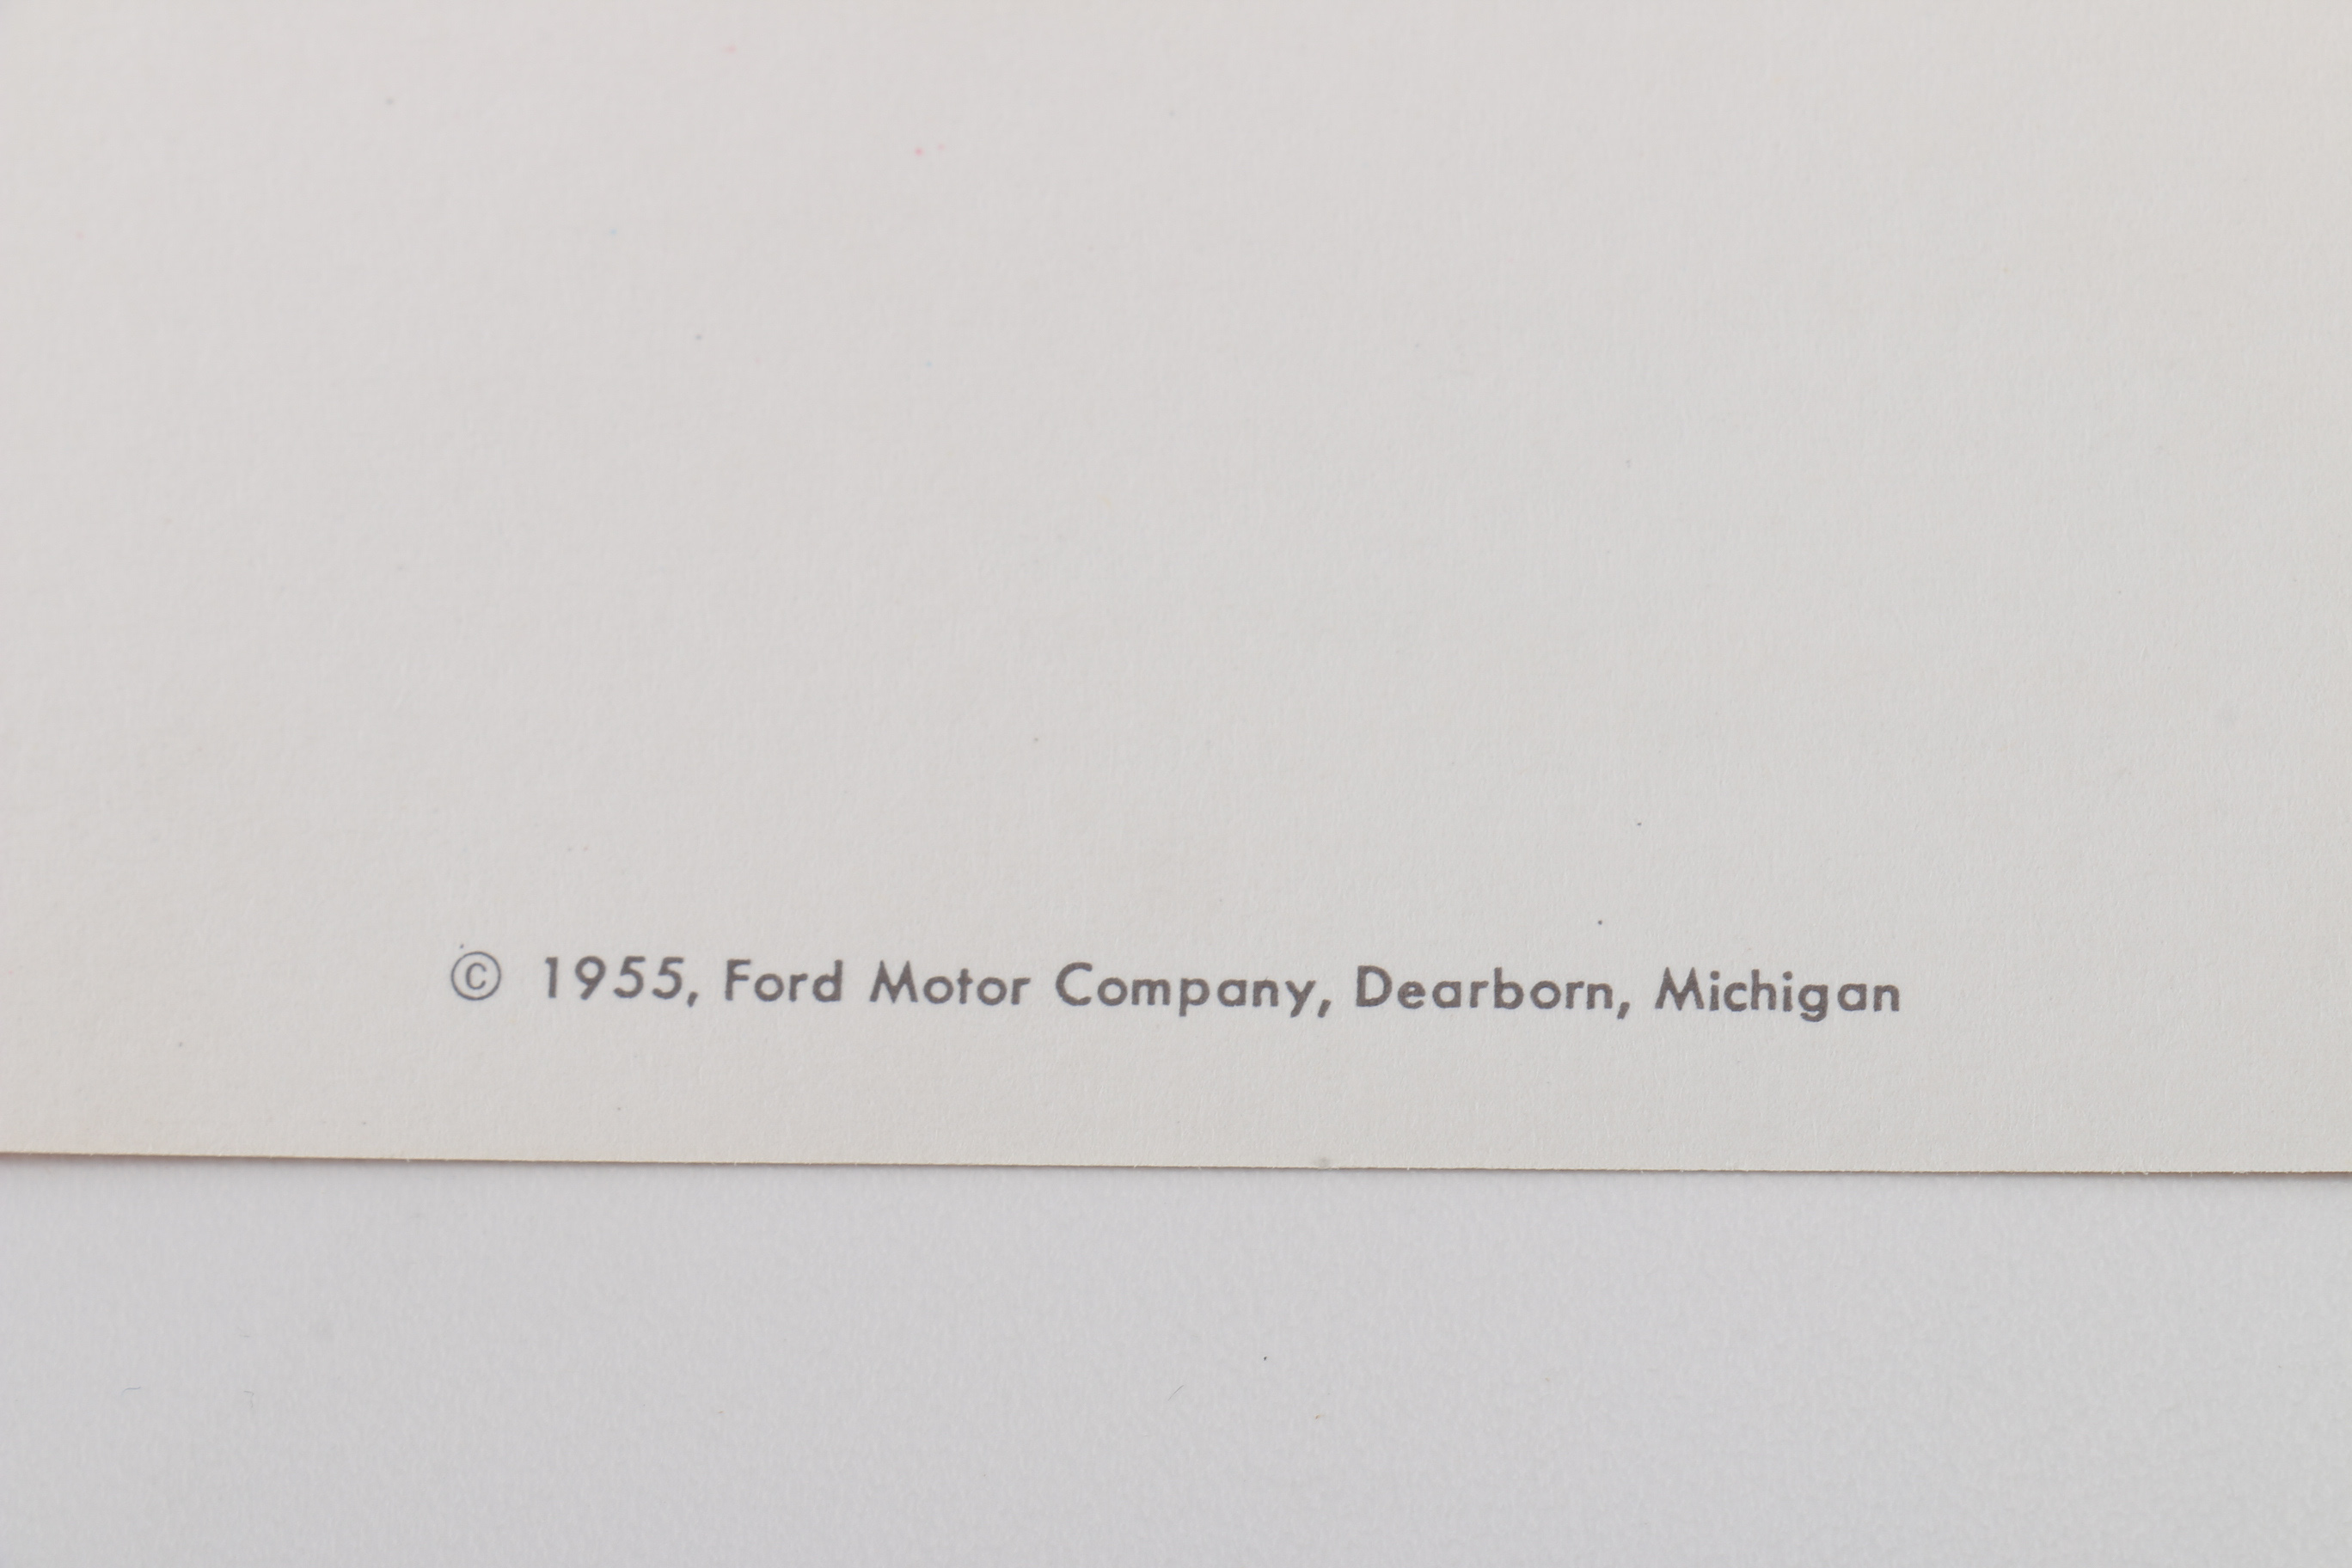 © 1955, Ford Motor Company, Dearborn, Michigan